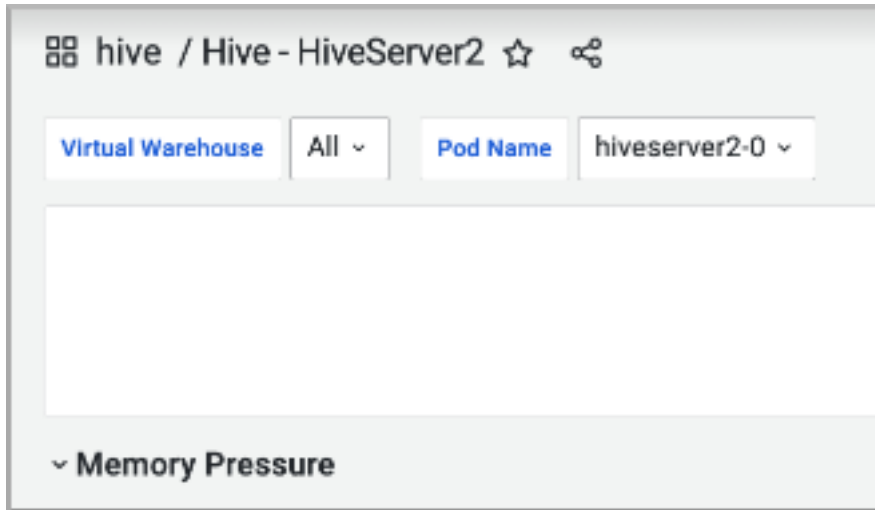 hive / Hive - HiveServer2
Virtual Warehouse All Pod Name hiveserver2-0
Memory Pressure